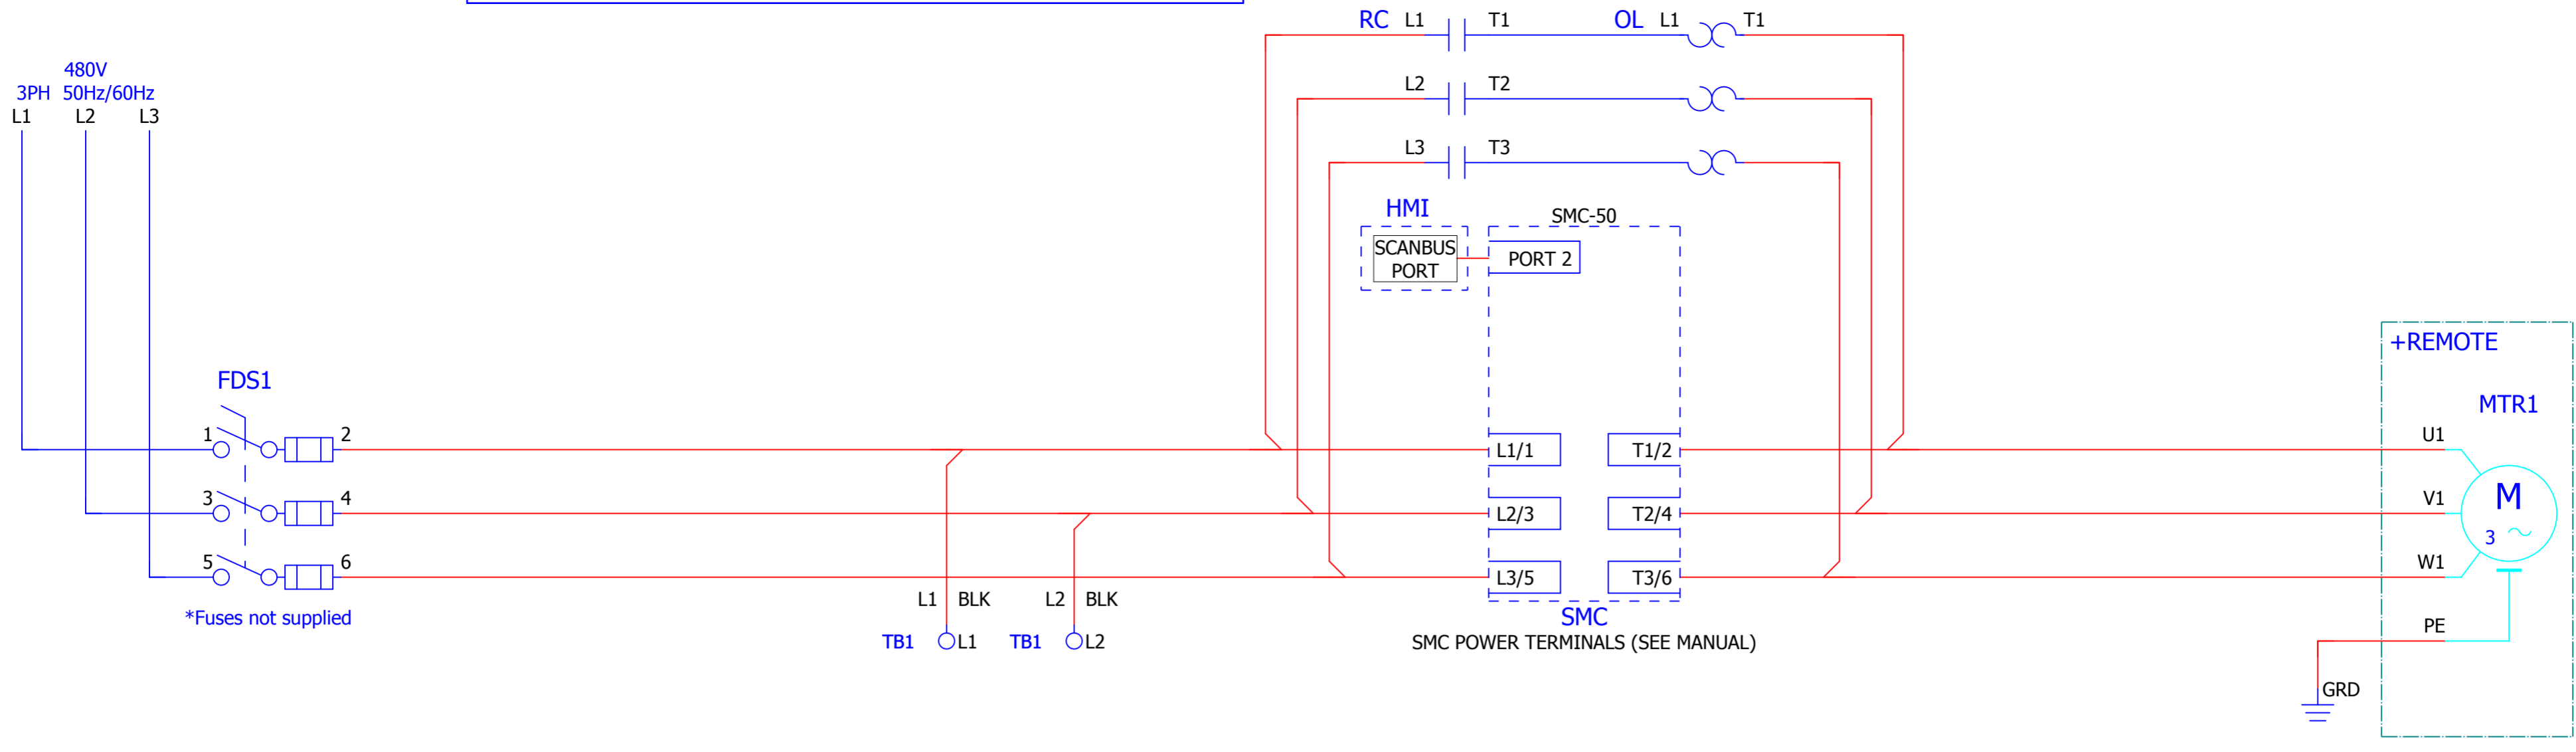 RC L1 T1 OL L1 T1
480V
3PH 50Hz/60Hz
L1 L2 L3
L2 T2
L3 T3
HMI
SCANBUS
PORT
SMC-50
PORT 2
+REMOTE
MTR1
FDS1
1 2
3 4
5 6
*Fuses not supplied
L1/1 T1/2
L2/3 T2/4
L3/5 T3/6
U1
V1
W1
M
3
PE
GRD
L1 BLK L2 BLK
TB1 L1 TB1 L2
SMC
SMC POWER TERMINALS (SEE MANUAL)